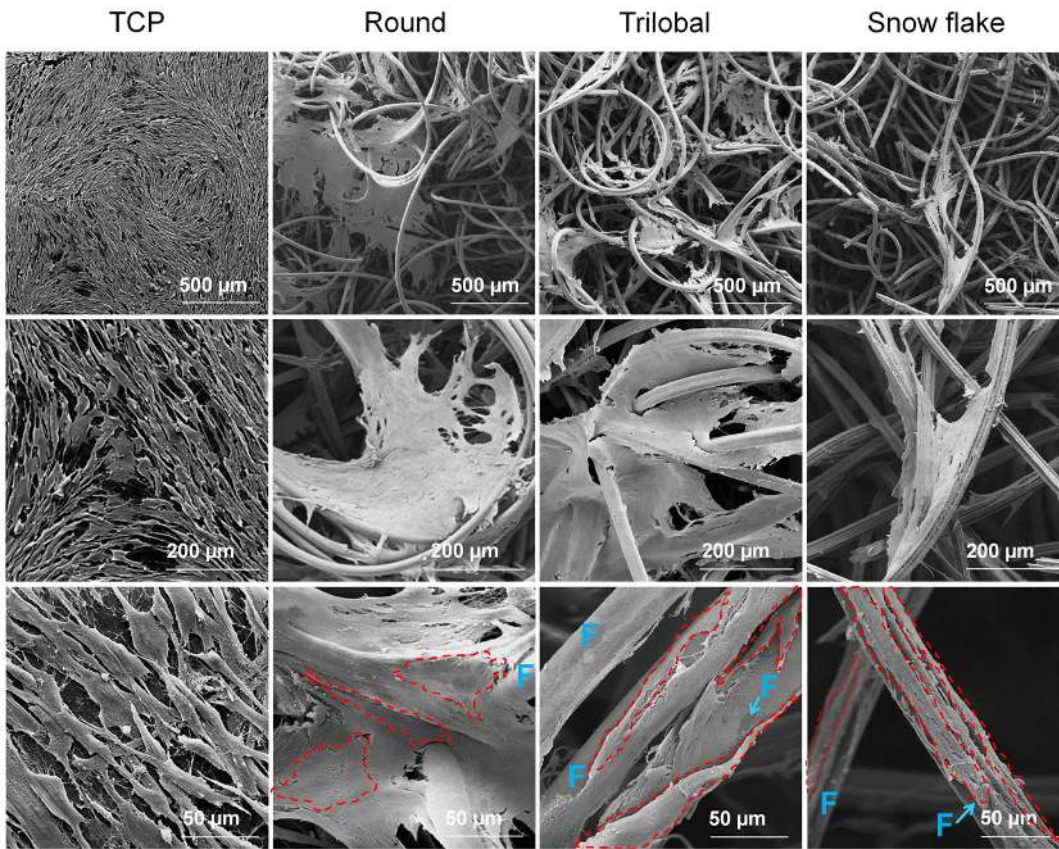 TCP Round Trilobal Snow flake
500 µm 500 µm 500 µm 500 µm
200 µm 200 µm 200 µm 200 µm
F F F
F F
F
50 µm 50 µm 50 µm 50 µm